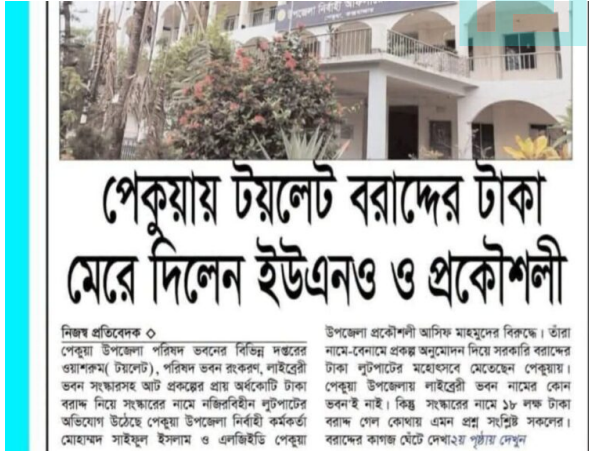 উপজেলা নির্বাহী অফিসারের
পেকুয়ায় টয়লেট বরাদ্দের টাকা
মেরে দিলেন ইউএনও ও প্রকৌশলী
নিজস্ব প্রতিবেদক ◇
পেকুয়া উপজেলা পরিষদ ভবনের বিভিন্ন দপ্তরের
ওয়াশরুম( টয়লেট), পরিষদ ভবন রংকরণ, লাইব্রেরী
ভবন সংস্কারসহ আট প্রকল্পের প্রায় অর্ধকোটি টাকা
বরাদ্দ নিয়ে সংস্কারের নামে নজিরবিহীন লুটপাটের
অভিযোগ উঠেছে পেকুয়া উপজেলা নির্বাহী কর্মকর্তা
মোহাম্মদ সাইফুল ইসলাম ও এলজিইডি পেকুয়া
উপজেলা প্রকৌশলী আসিফ মাহমুদের বিরুদ্ধে। তাঁরা
নামে-বেনামে প্রকল্প অনুমোদন দিয়ে সরকারি বরাদ্দের
টাকা লুটপাটের মহোৎসবে মেতেছেন পেকুয়ায়।
পেকুয়া উপজেলায় লাইব্রেরী ভবন নামের কোন
ভবন'ই নাই। কিন্তু সংস্কারের নামে ১৮ লক্ষ টাকা
বরাদ্দ গেল কোথায় এমন প্রশ্ন সংশ্লিষ্ট সকলের।
বরাদ্দের কাগজ ঘেঁটে দেখা২য় পৃষ্ঠায় দেখুন